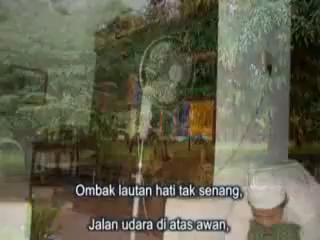 Ombak lautan hati tak senang,
Jalan udara di atas awan,